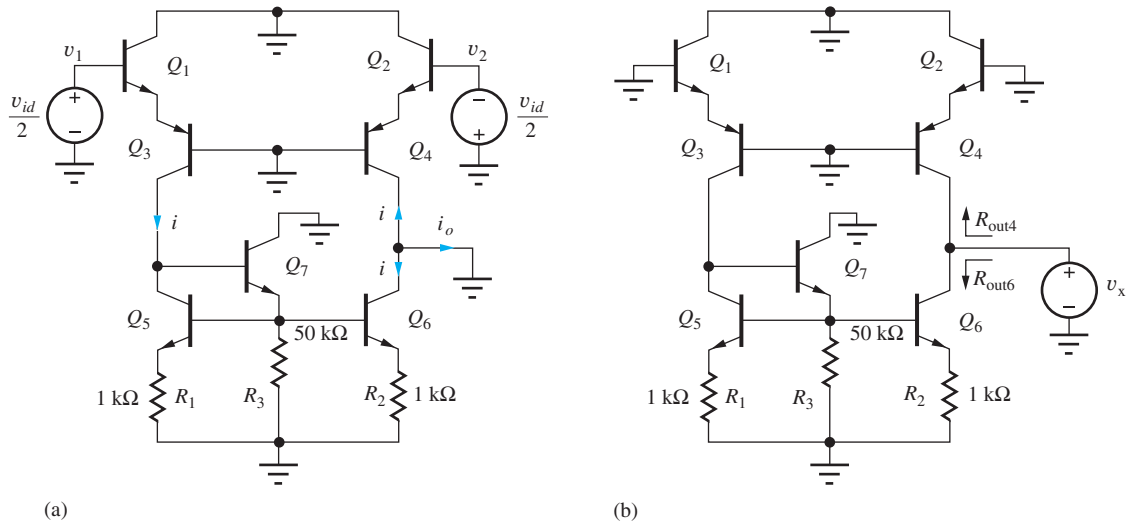 v1
Q1
Q2
v2
vid
2
+
−
−
+
vid
2
Q3
Q4
i
i
io
i
Q7
Q5
Q6
50 kΩ
1 kΩ
R1
R3
R2
1 kΩ
(a)
Q1
Q2
Q3
Q4
Rout4
Q7
Rout6
+
−
vx
Q5
Q6
50 kΩ
1 kΩ
R1
R3
R2
1 kΩ
(b)